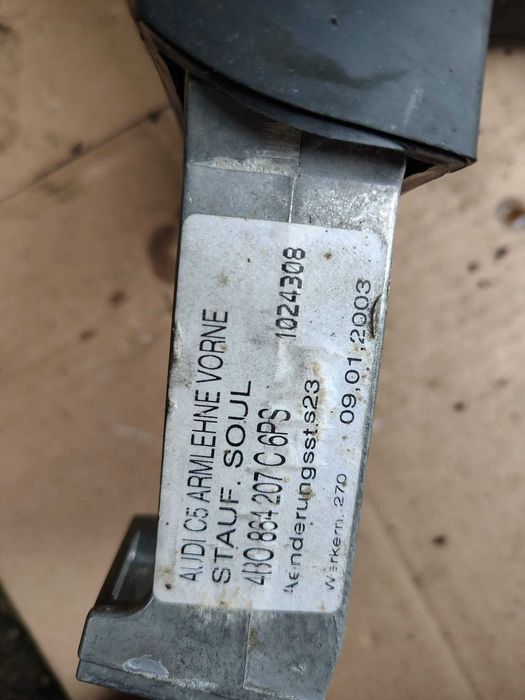 AUDI C5 ARMLEHNE VORNE
STAUF. SOUL
4B0 864 207 C 6PS 1024308
Aenderungsst.s23
Werkern. 270 09,01,2003